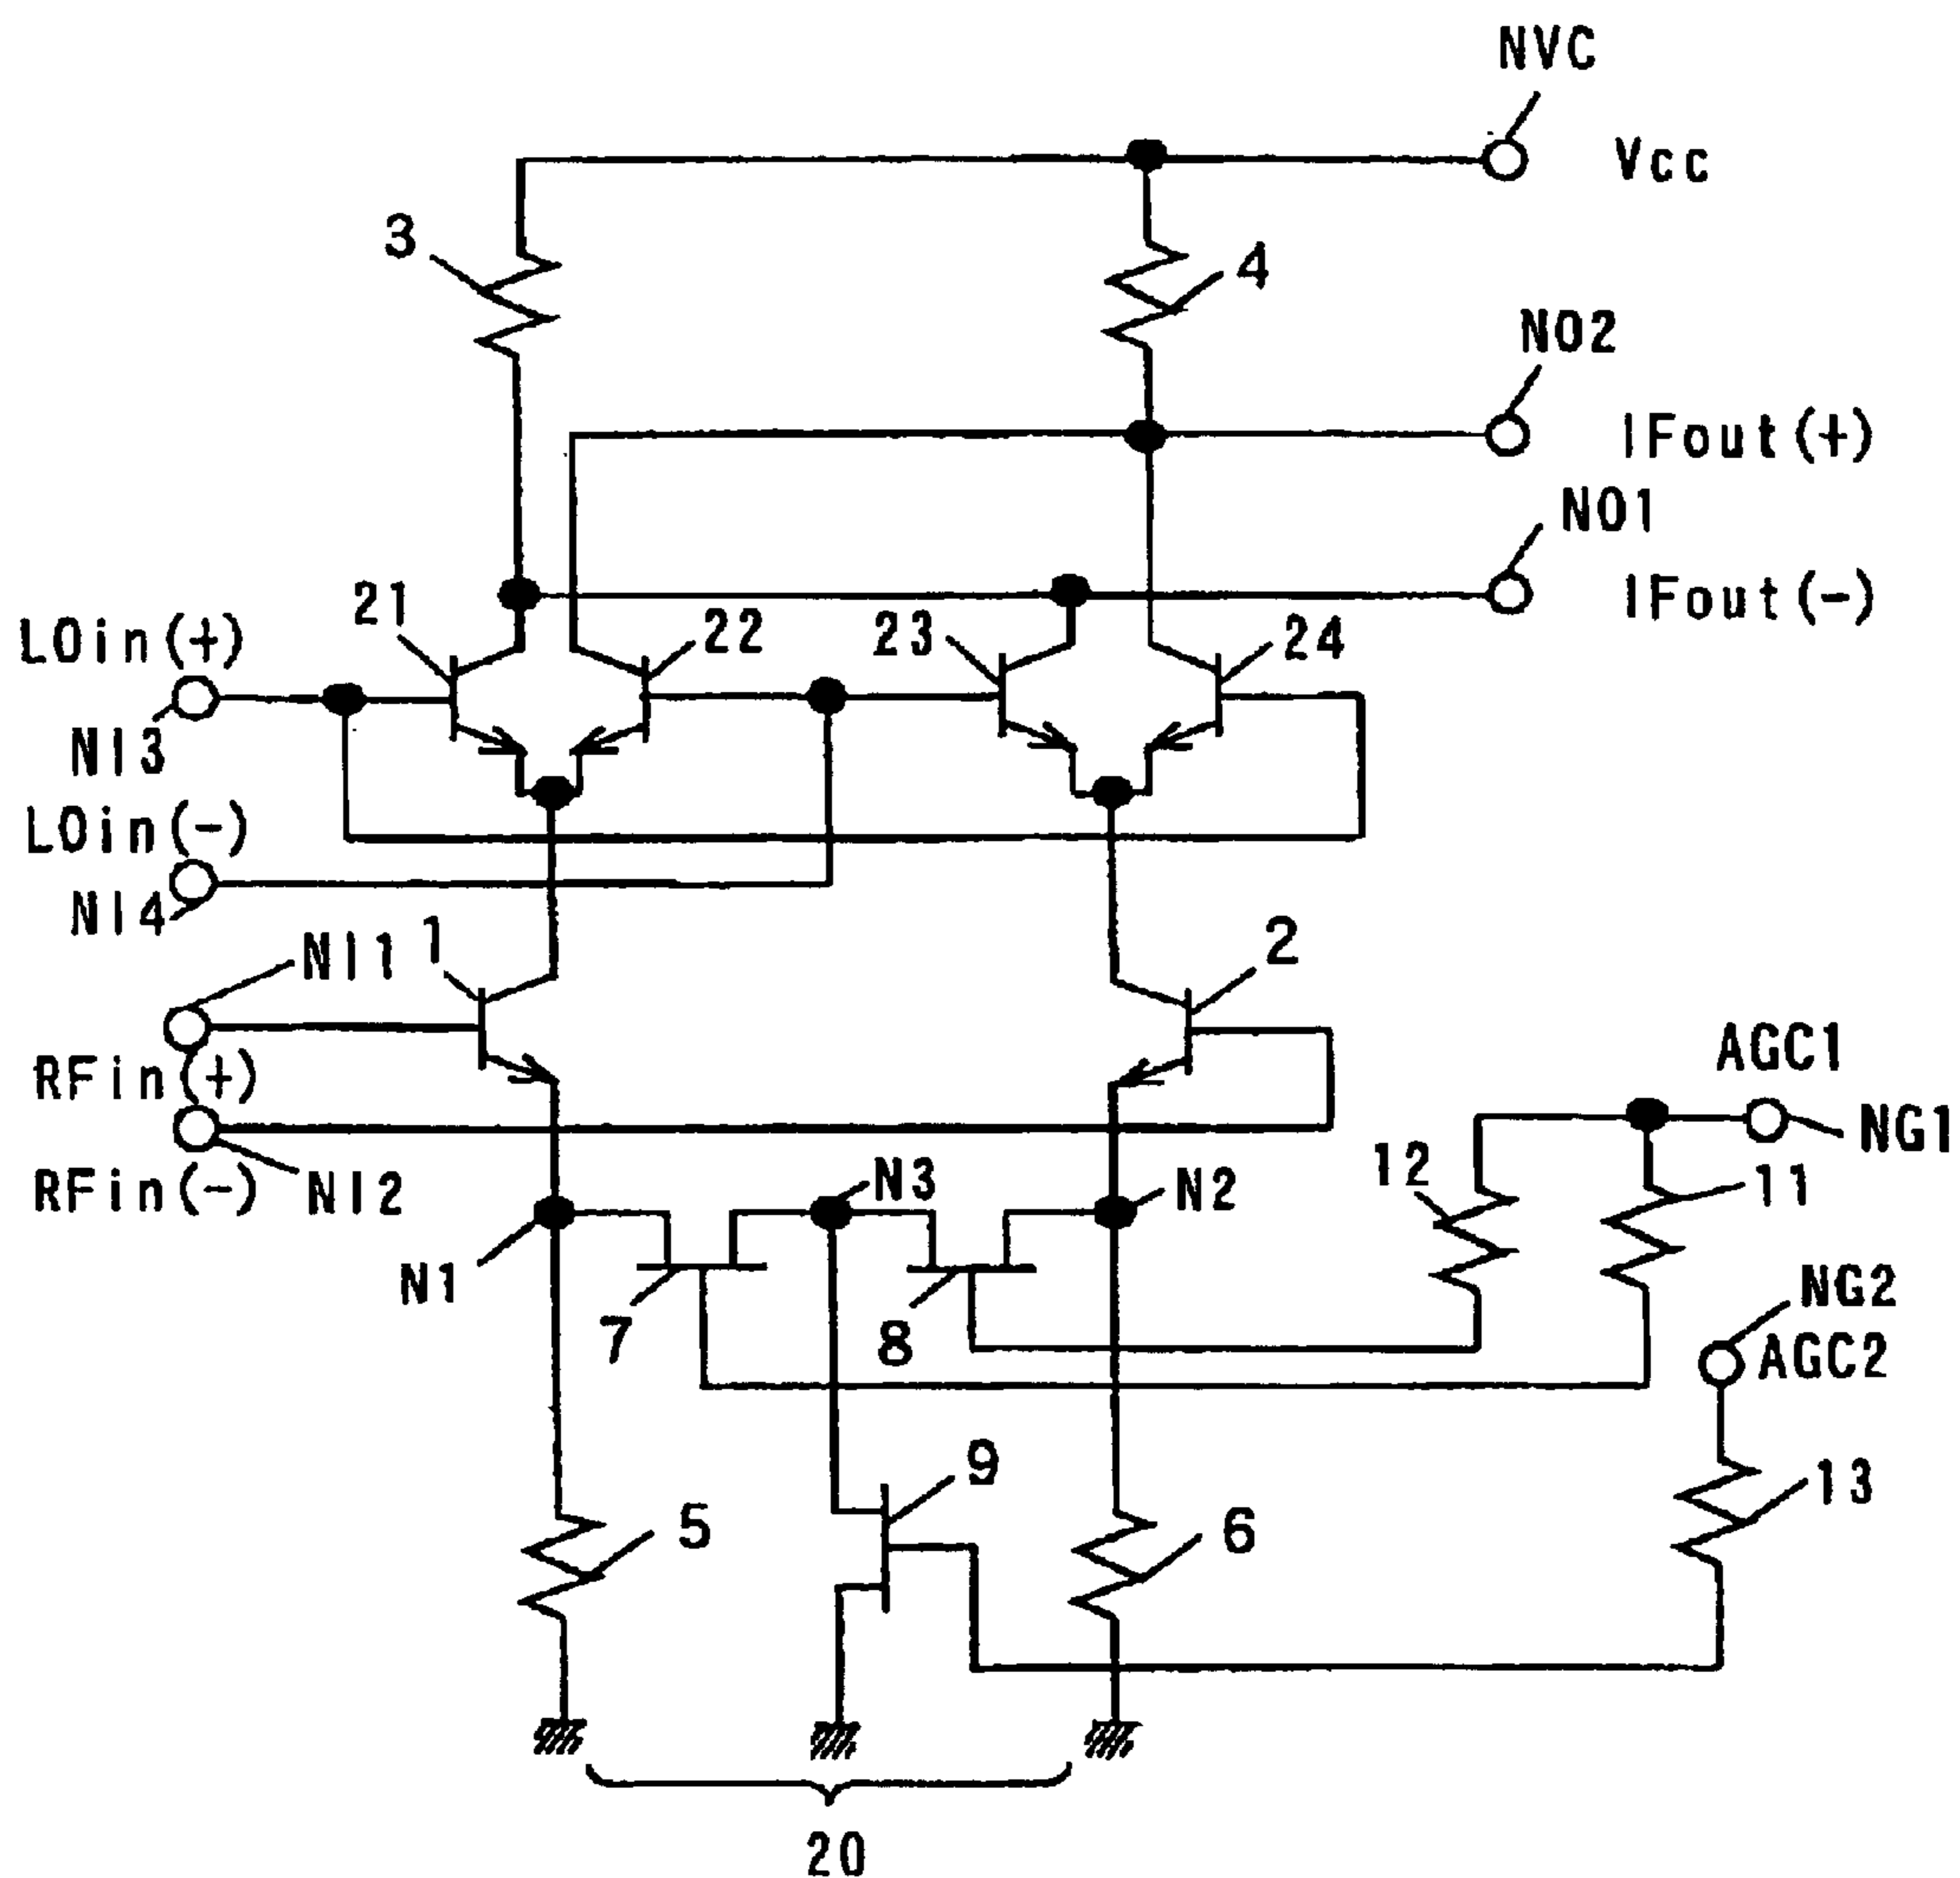 NVC
Vcc
3
4
NO2
IFout(+)
NO1
IFout(-)
21
22
23
24
LOin(+)
NI3
LOin(-)
NI4
NI1
1
2
RFin(+)
AGC1
NG1
RFin(-)
NI2
N3
N2
12
11
N1
7
8
NG2
AGC2
9
13
5
6
20